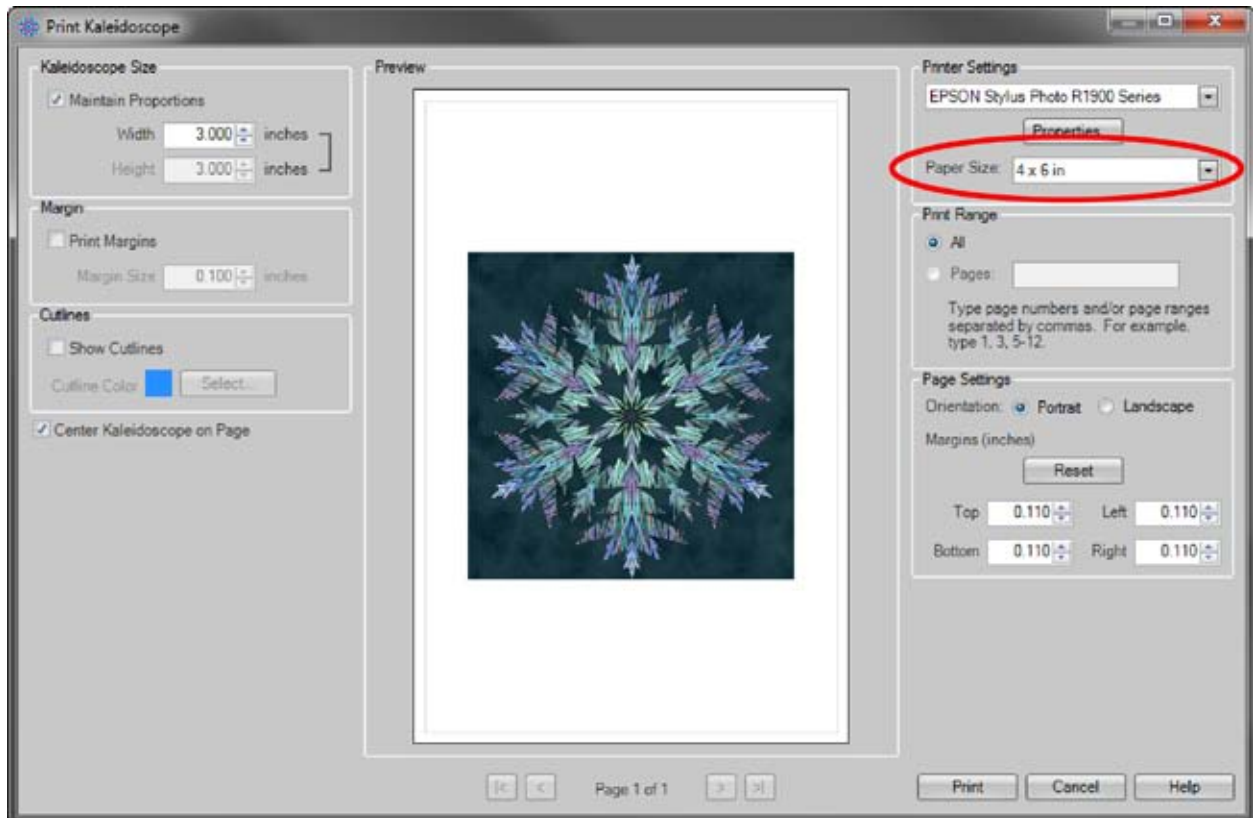 Print Kaleidoscope
Kaleidoscope Size
Maintain Proportions
Width 3.000 inches
Height 3.000 inches
Margin
Print Margins
Margin Size 0.100 inches
Cutlines
Show Cutlines
Cutline Color Select...
Center Kaleidoscope on Page
Preview
|< < Page 1 of 1 > >|
Printer Settings
EPSON Stylus Photo R1900 Series
Properties...
Paper Size: 4 x 6 in
Print Range
All
Pages:
Type page numbers and/or page ranges
separated by commas. For example,
type 1, 3, 5-12.
Page Settings
Orientation: Portrait Landscape
Margins (inches)
Reset
Top 0.110 Left 0.110
Bottom 0.110 Right 0.110
Print Cancel Help